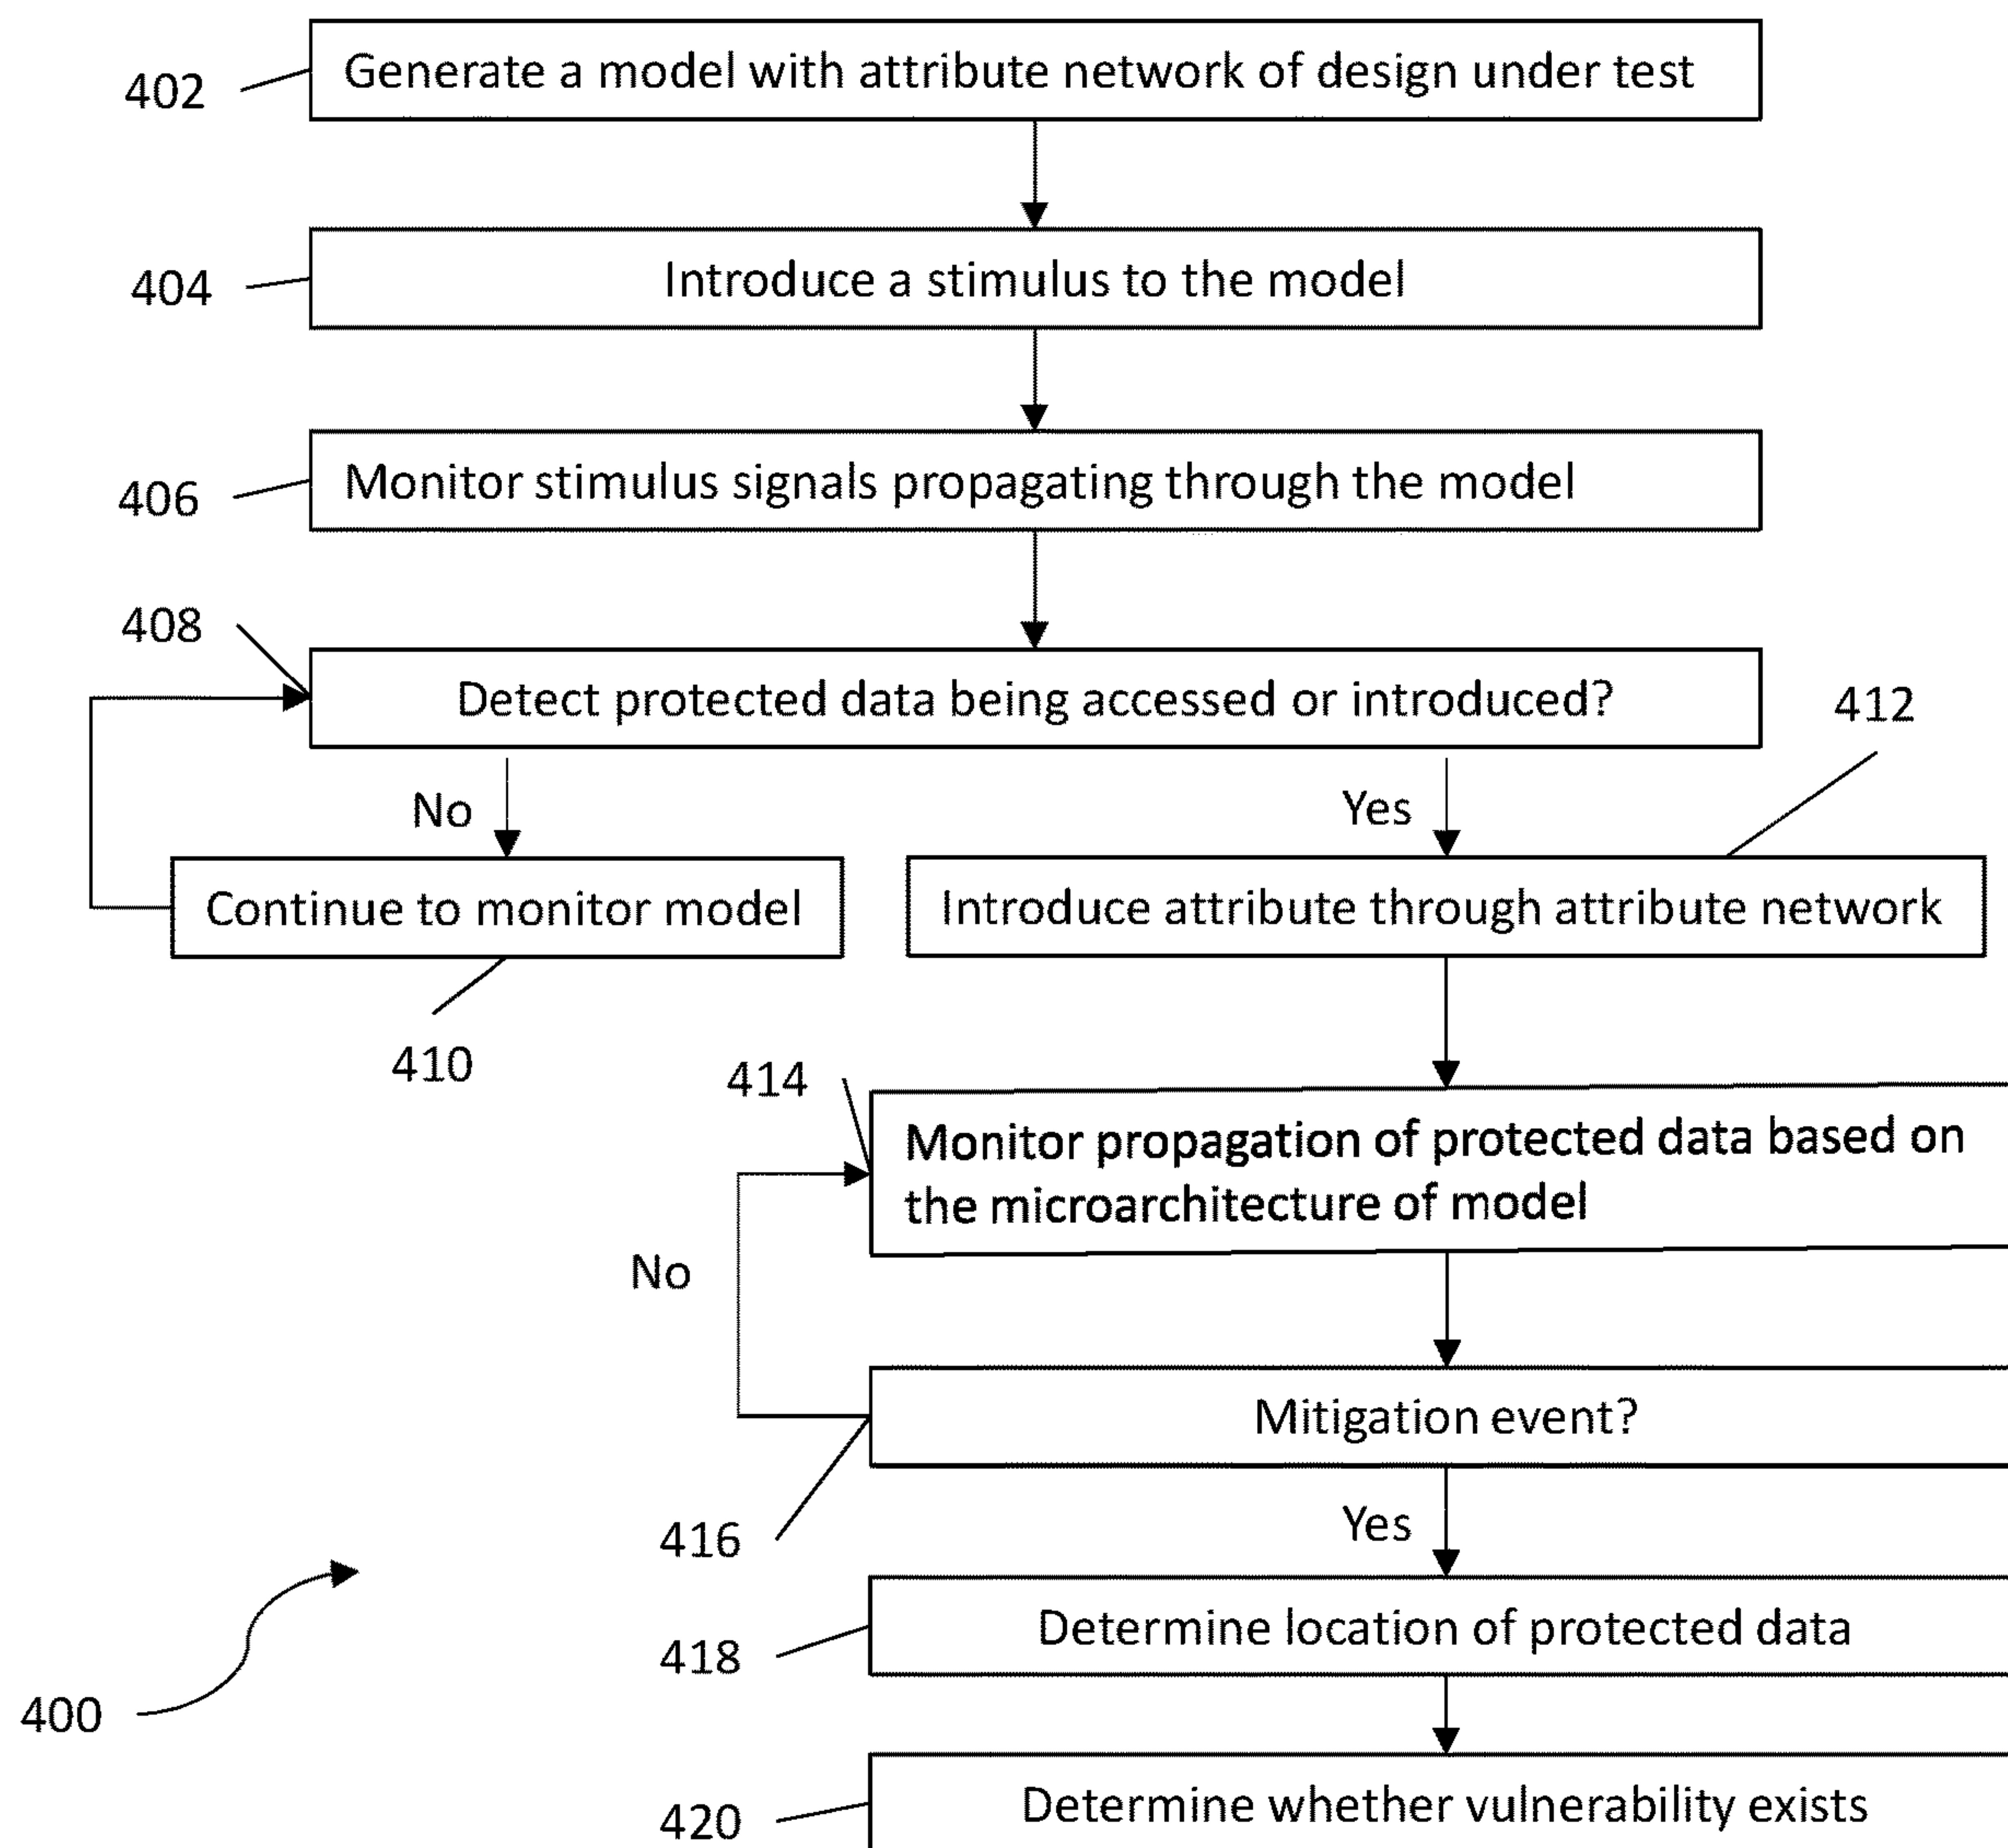 402
Generate a model with attribute network of design under test
404
Introduce a stimulus to the model
406
Monitor stimulus signals propagating through the model
408
Detect protected data being accessed or introduced?
412
No
Yes
Continue to monitor model
Introduce attribute through attribute network
410
414
Monitor propagation of protected data based on
the microarchitecture of model
No
Mitigation event?
416
Yes
Determine location of protected data
418
400
Determine whether vulnerability exists
420